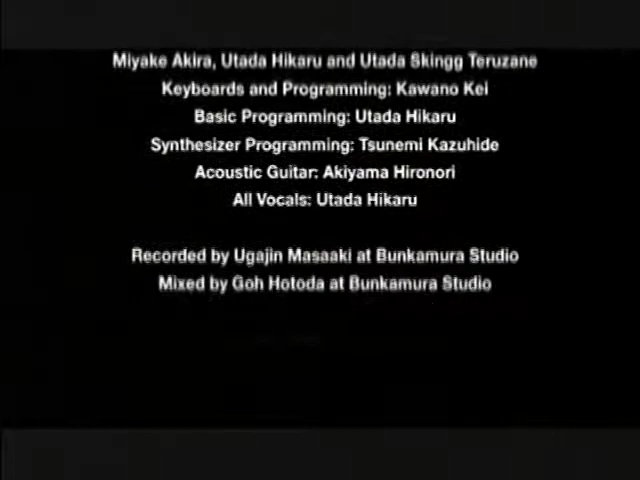 Miyake Akira, Utada Hikaru and Utada Skingg Teruzane
Keyboards and Programming: Kawano Kei
Basic Programming: Utada Hikaru
Synthesizer Programming: Tsunemi Kazuhide
Acoustic Guitar: Akiyama Hironori
All Vocals: Utada Hikaru
Recorded by Ugajin Masaaki at Bunkamura Studio
Mixed by Goh Hotoda at Bunkamura Studio